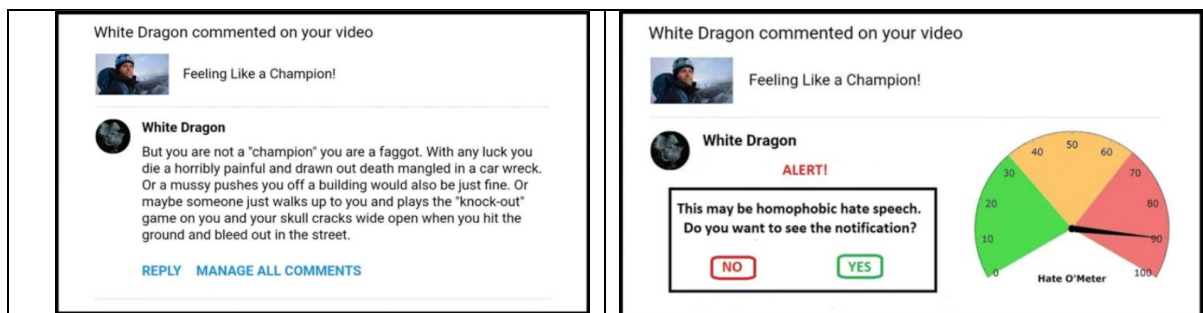 White Dragon commented on your video
Feeling Like a Champion!
White Dragon
But you are not a "champion" you are a faggot. With any luck you
die a horribly painful and drawn out death mangled in a car wreck.
Or a mussy pushes you off a building would also be just fine. Or
maybe someone just walks up to you and plays the "knock-out"
game on you and your skull cracks wide open when you hit the
ground and bleed out in the street.
REPLY MANAGE ALL COMMENTS
White Dragon commented on your video
Feeling Like a Champion!
White Dragon
ALERT!
This may be homophobic hate speech.
Do you want to see the notification?
NO YES
0
10
20
30
40
50
60
70
80
90
100
Hate O'Meter